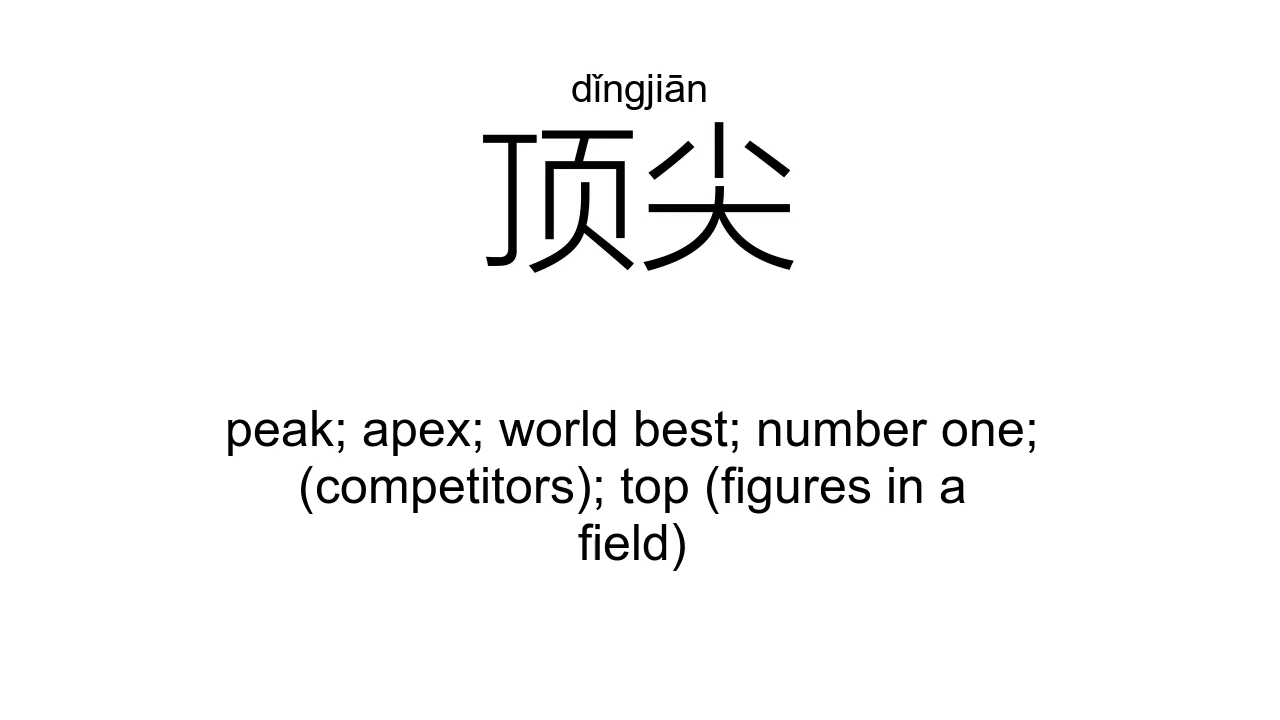 dǐngjiān
顶尖
peak; apex; world best; number one;
(competitors); top (figures in a
field)